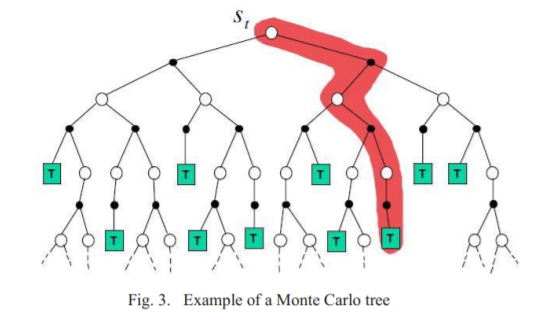 S_t
T T T T T
T T T T T
Fig. 3. Example of a Monte Carlo tree